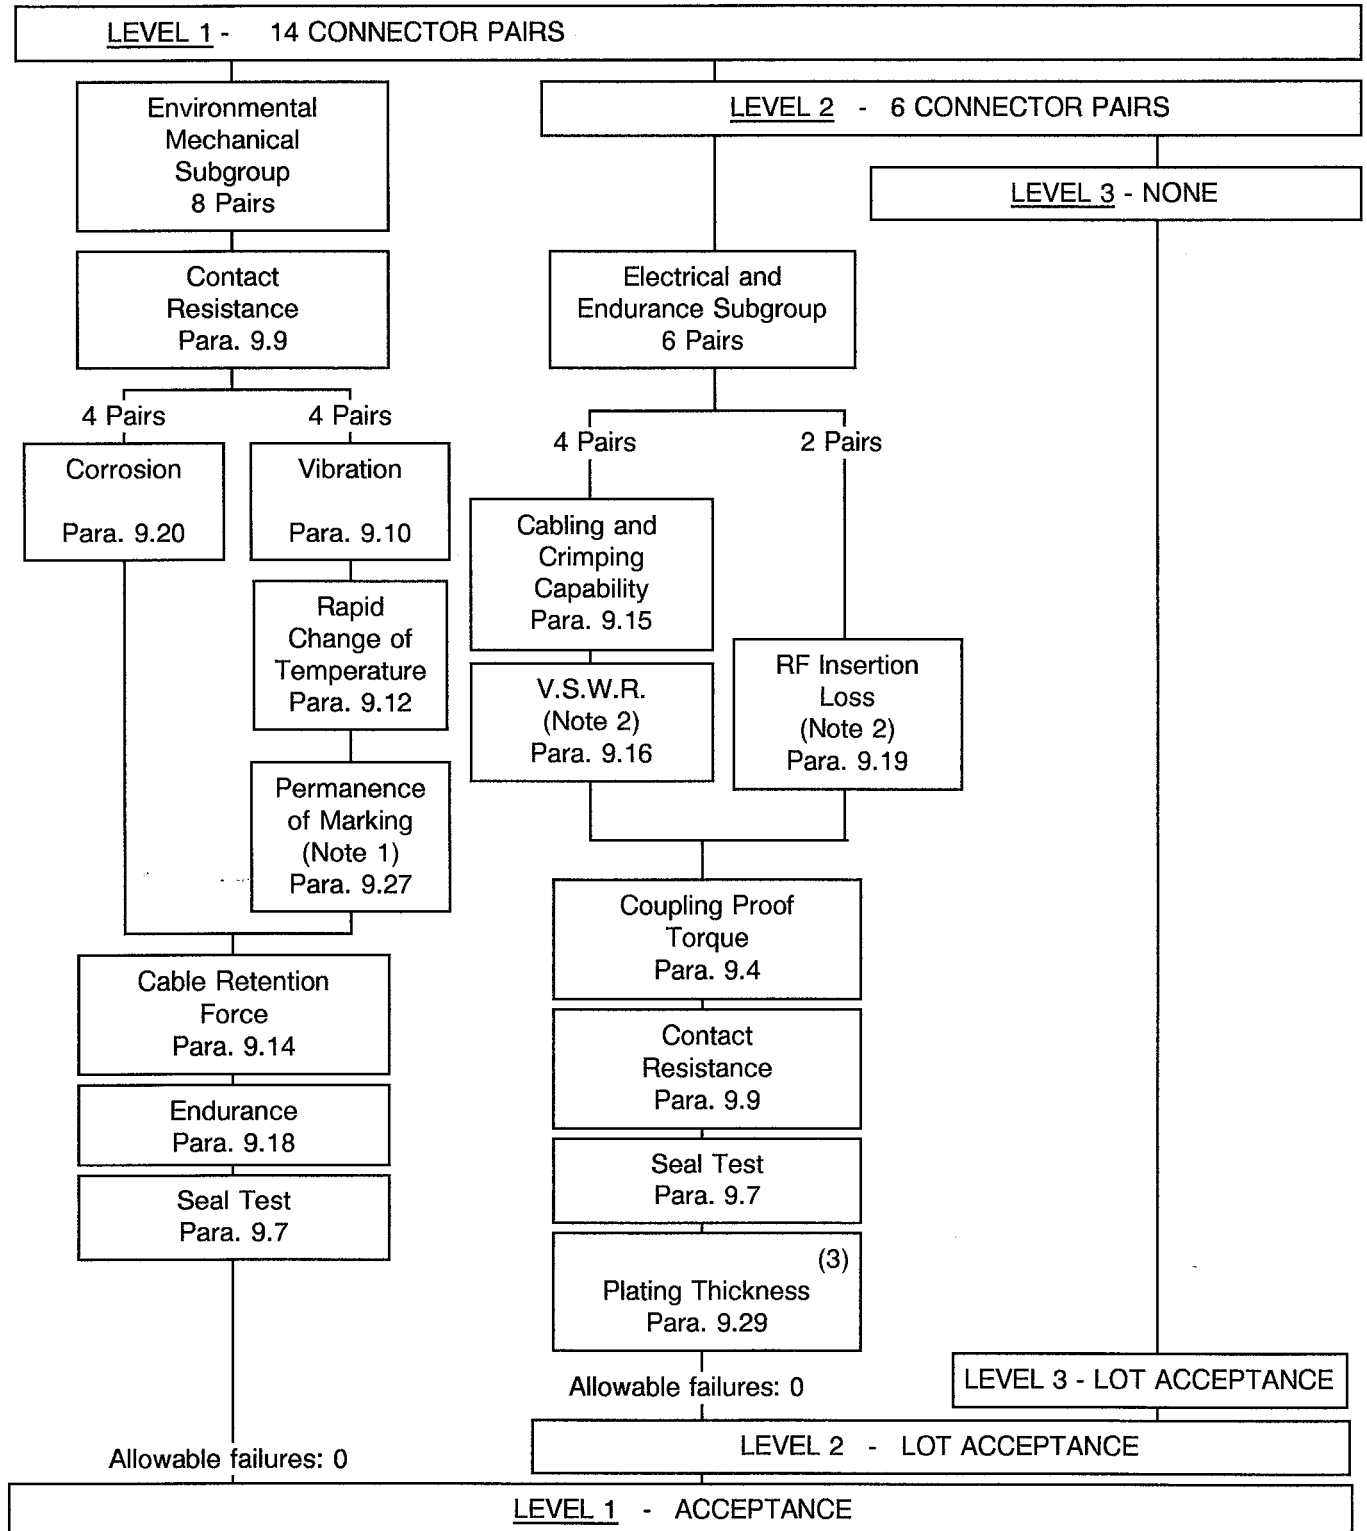 LEVEL 1 - 14 CONNECTOR PAIRS
Environmental
Mechanical
Subgroup
8 Pairs
LEVEL 2 - 6 CONNECTOR PAIRS
LEVEL 3 - NONE
Contact
Resistance
Para. 9.9
Electrical and
Endurance Subgroup
6 Pairs
4 Pairs
4 Pairs
4 Pairs
2 Pairs
Corrosion
Para. 9.20
Vibration
Para. 9.10
Rapid
Change of
Temperature
Para. 9.12
Permanence
of Marking
(Note 1)
Para. 9.27
Cabling and
Crimping
Capability
Para. 9.15
V.S.W.R.
(Note 2)
Para. 9.16
RF Insertion
Loss
(Note 2)
Para. 9.19
Cable Retention
Force
Para. 9.14
Endurance
Para. 9.18
Seal Test
Para. 9.7
Coupling Proof
Torque
Para. 9.4
Contact
Resistance
Para. 9.9
Seal Test
Para. 9.7
(3)
Plating Thickness
Para. 9.29
Allowable failures: 0
LEVEL 3 - LOT ACCEPTANCE
LEVEL 2 - LOT ACCEPTANCE
Allowable failures: 0
LEVEL 1 - ACCEPTANCE